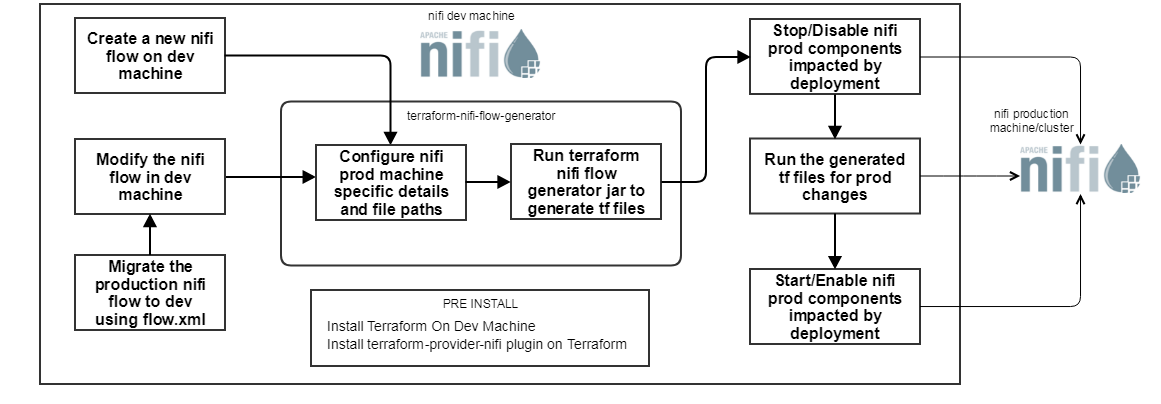 nifi dev machine
APACHE
nifi
Create a new nifi
flow on dev
machine
Modify the nifi
flow in dev
machine
Migrate the
production nifi
flow to dev
using flow.xml
terraform-nifi-flow-generator
Configure nifi
prod machine
specific details
and file paths
Run terraform
nifi flow
generator jar to
generate tf files
PRE INSTALL
Install Terraform On Dev Machine
Install terraform-provider-nifi plugin on Terraform
Stop/Disable nifi
prod components
impacted by
deployment
Run the generated
tf files for prod
changes
Start/Enable nifi
prod components
impacted by
deployment
nifi production
machine/cluster
APACHE
nifi